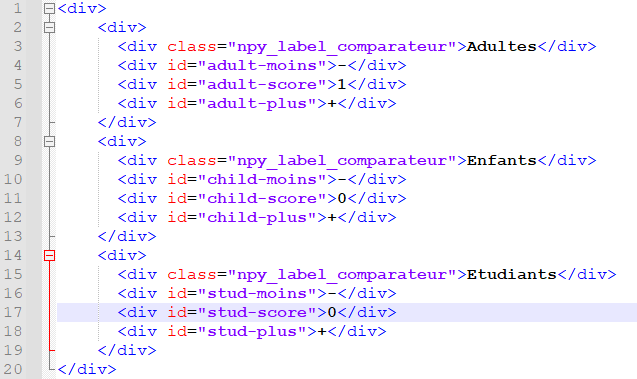 1 <div>
2 <div>
3 <div class="npy_label_comparateur">Adultes</div>
4 <div id="adult-moins">-</div>
5 <div id="adult-score">1</div>
6 <div id="adult-plus">+</div>
7 </div>
8 <div>
9 <div class="npy_label_comparateur">Enfants</div>
10 <div id="child-moins">-</div>
11 <div id="child-score">0</div>
12 <div id="child-plus">+</div>
13 </div>
14 <div>
15 <div class="npy_label_comparateur">Etudiants</div>
16 <div id="stud-moins">-</div>
17 <div id="stud-score">0</div>
18 <div id="stud-plus">+</div>
19 </div>
20 </div>